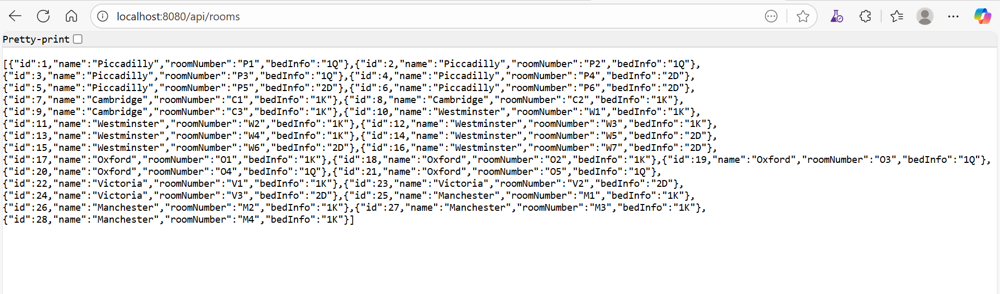 localhost:8080/api/rooms
Pretty-print
[{"id":1,"name":"Piccadilly","roomNumber":"P1","bedInfo":"1Q"},{"id":2,"name":"Piccadilly","roomNumber":"P2","bedInfo":"1Q"},
{"id":3,"name":"Piccadilly","roomNumber":"P3","bedInfo":"1Q"},{"id":4,"name":"Piccadilly","roomNumber":"P4","bedInfo":"2D"},
{"id":5,"name":"Piccadilly","roomNumber":"P5","bedInfo":"2D"},{"id":6,"name":"Piccadilly","roomNumber":"P6","bedInfo":"2D"},
{"id":7,"name":"Cambridge","roomNumber":"C1","bedInfo":"1K"},{"id":8,"name":"Cambridge","roomNumber":"C2","bedInfo":"1K"},
{"id":9,"name":"Cambridge","roomNumber":"C3","bedInfo":"1K"},{"id":10,"name":"Westminster","roomNumber":"W1","bedInfo":"1K"},
{"id":11,"name":"Westminster","roomNumber":"W2","bedInfo":"1K"},{"id":12,"name":"Westminster","roomNumber":"W3","bedInfo":"1K"},
{"id":13,"name":"Westminster","roomNumber":"W4","bedInfo":"1K"},{"id":14,"name":"Westminster","roomNumber":"W5","bedInfo":"2D"},
{"id":15,"name":"Westminster","roomNumber":"W6","bedInfo":"2D"},{"id":16,"name":"Westminster","roomNumber":"W7","bedInfo":"2D"},
{"id":17,"name":"Oxford","roomNumber":"O1","bedInfo":"1K"},{"id":18,"name":"Oxford","roomNumber":"O2","bedInfo":"1K"},{"id":19,"name":"Oxford","roomNumber":"O3","bedInfo":"1Q"},
{"id":20,"name":"Oxford","roomNumber":"O4","bedInfo":"1Q"},{"id":21,"name":"Oxford","roomNumber":"O5","bedInfo":"1Q"},
{"id":22,"name":"Victoria","roomNumber":"V1","bedInfo":"1K"},{"id":23,"name":"Victoria","roomNumber":"V2","bedInfo":"2D"},
{"id":24,"name":"Victoria","roomNumber":"V3","bedInfo":"2D"},{"id":25,"name":"Manchester","roomNumber":"M1","bedInfo":"1K"},
{"id":26,"name":"Manchester","roomNumber":"M2","bedInfo":"1K"},{"id":27,"name":"Manchester","roomNumber":"M3","bedInfo":"1K"},
{"id":28,"name":"Manchester","roomNumber":"M4","bedInfo":"1K"}]